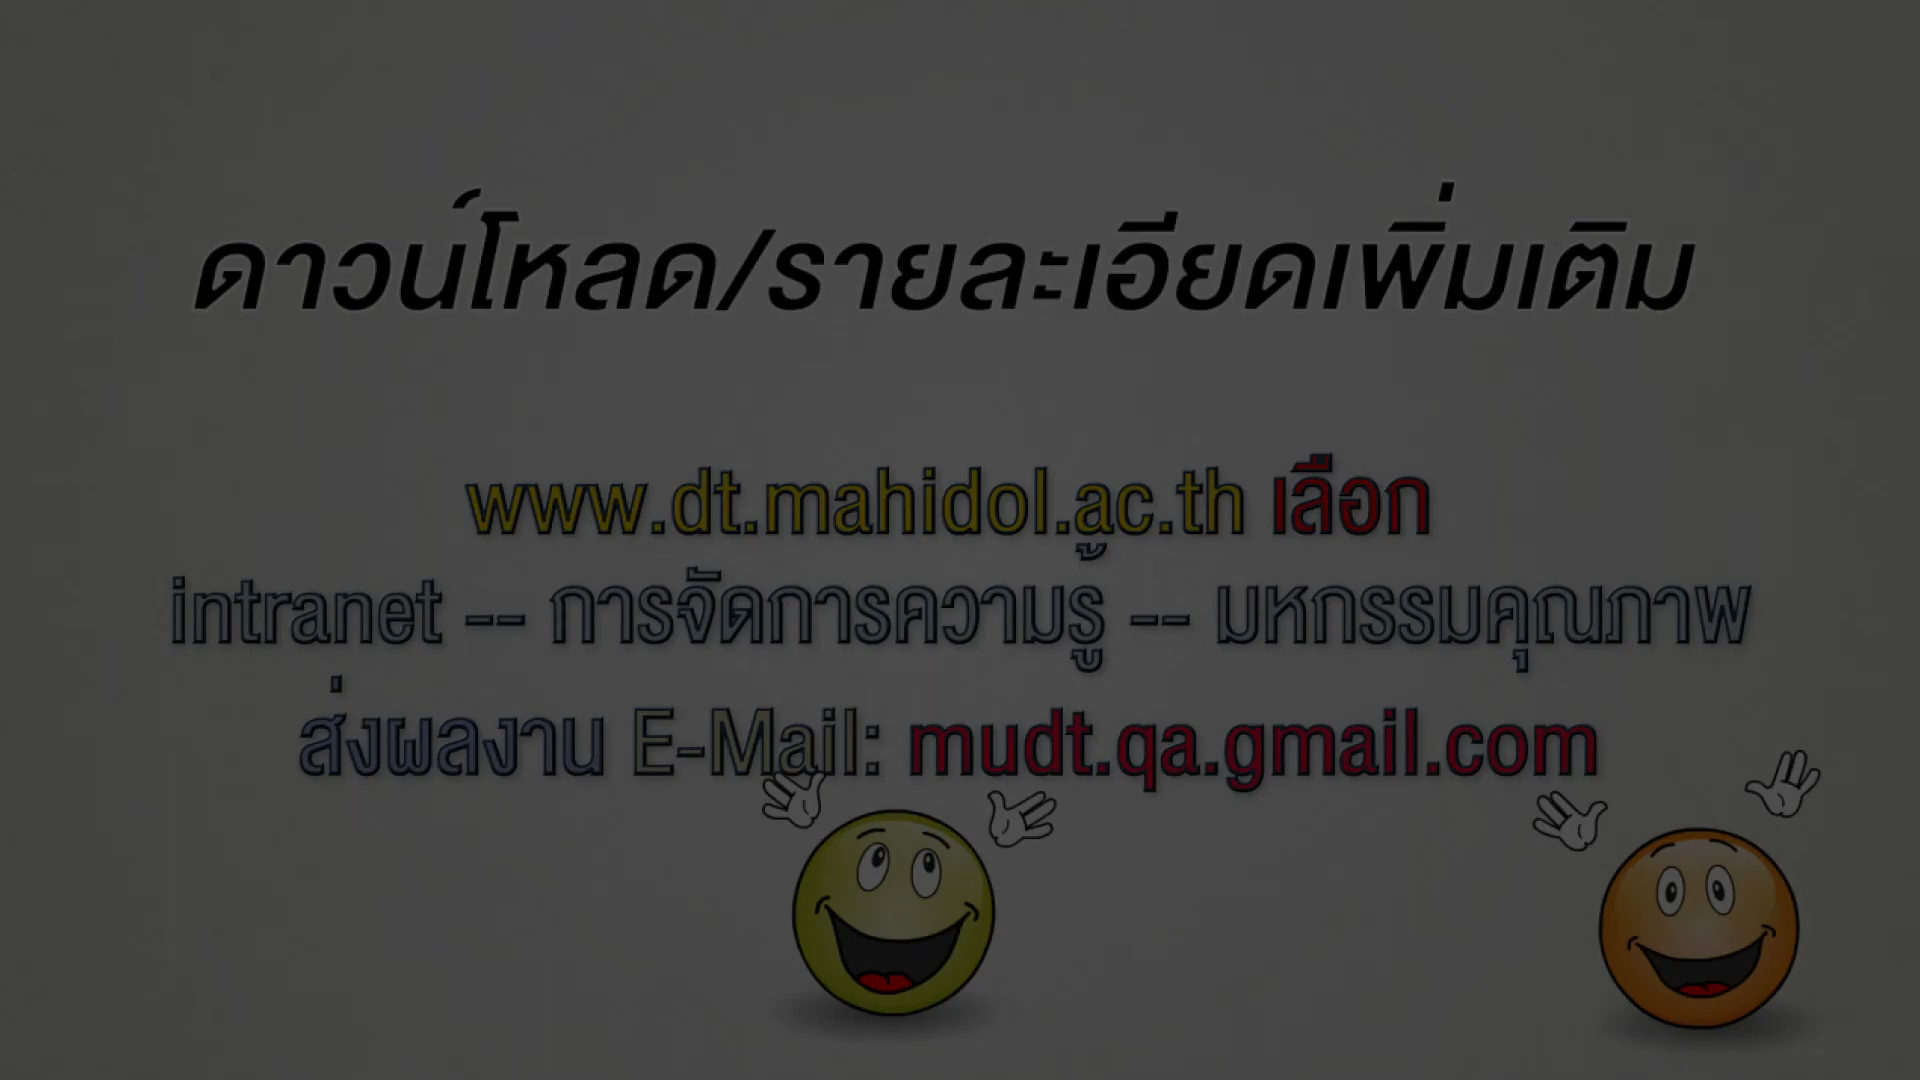 ดาวน์โหลด/รายละเอียดเพิ่มเติม
www.dt.mahidol.ac.th เลือก
intranet -- การจัดการความรู้ -- มหกรรมคุณภาพ
ส่งผลงาน E-Mail: mudt.qa.gmail.com